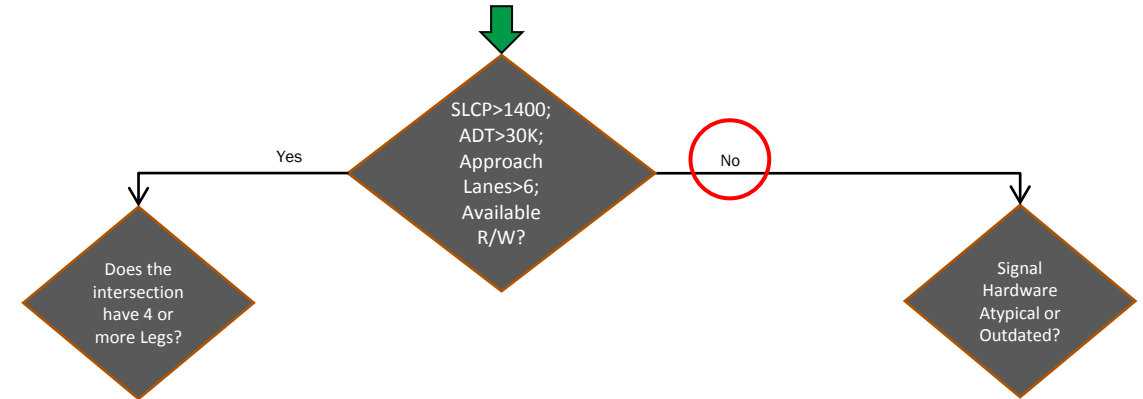 SLCP>1400;
ADT>30K;
Approach
Lanes>6;
Available
R/W?
Yes
No
Does the
intersection
have 4 or
more Legs?
Signal
Hardware
Atypical or
Outdated?